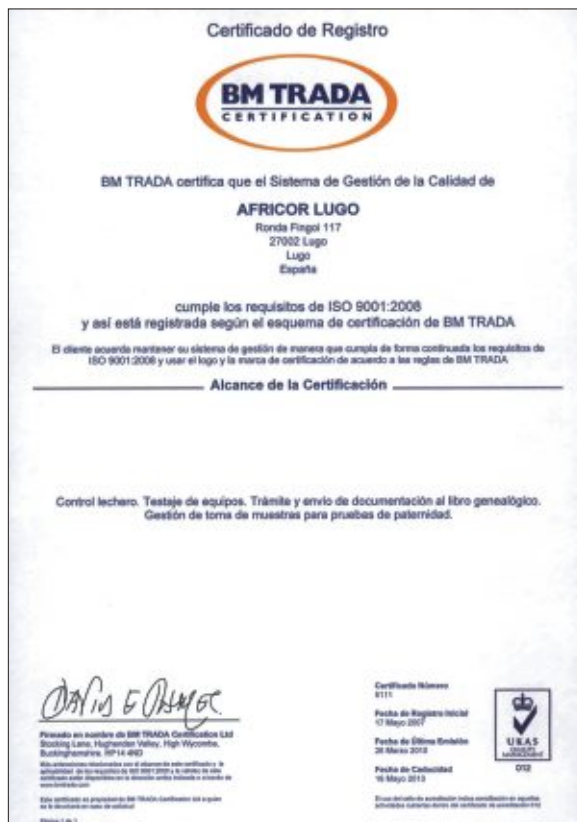 Certificado de Registro
BM TRADA
CERTIFICATION
BM TRADA certifica que el Sistema de Gestión de la Calidad de
AFRICOR LUGO
Ronda Fingoi 117
27002 Lugo
Lugo
España
cumple los requisitos de ISO 9001:2008
y así está registrada según el esquema de certificación de BM TRADA
El cliente acuerda mantener su sistema de gestión de manera que cumpla de forma continuada los requisitos de
ISO 9001:2008 y usar el logo y la marca de certificación de acuerdo a las reglas de BM TRADA
Alcance de la Certificación
Control lechero. Testaje de equipos. Trámite y envío de documentación al libro genealógico.
Gestión de toma de muestras para pruebas de paternidad.
Firmado en nombre de BM TRADA Certification Ltd
Stocking Lane, Hughenden Valley, High Wycombe,
Buckinghamshire, HP14 4ND
Certificado Número
6111
Fecha de Registro Inicial
17 Mayo 2007
Fecha de Última Emisión
26 Marzo 2010
Fecha de Caducidad
16 Mayo 2013
UKAS
QUALITY
MANAGEMENT
012